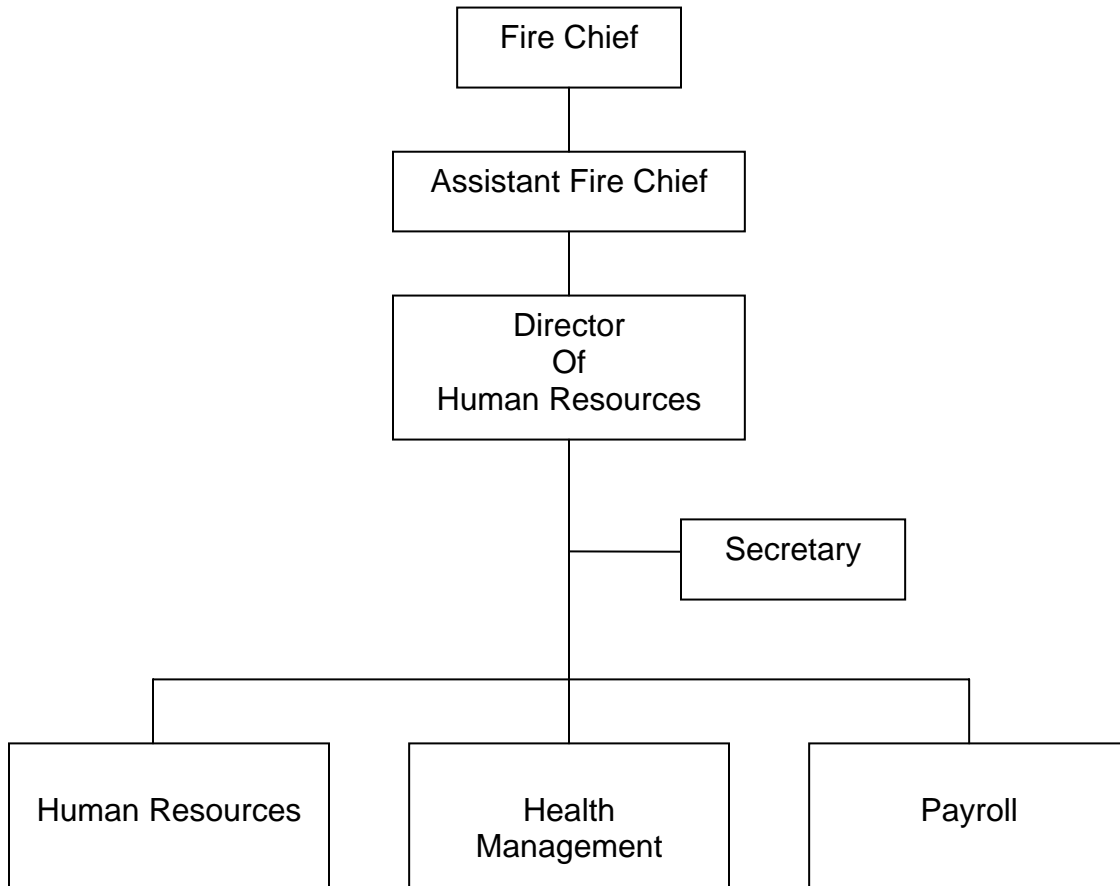 Fire Chief
Assistant Fire Chief
Director
Of
Human Resources
Secretary
Human Resources
Health
Management
Payroll